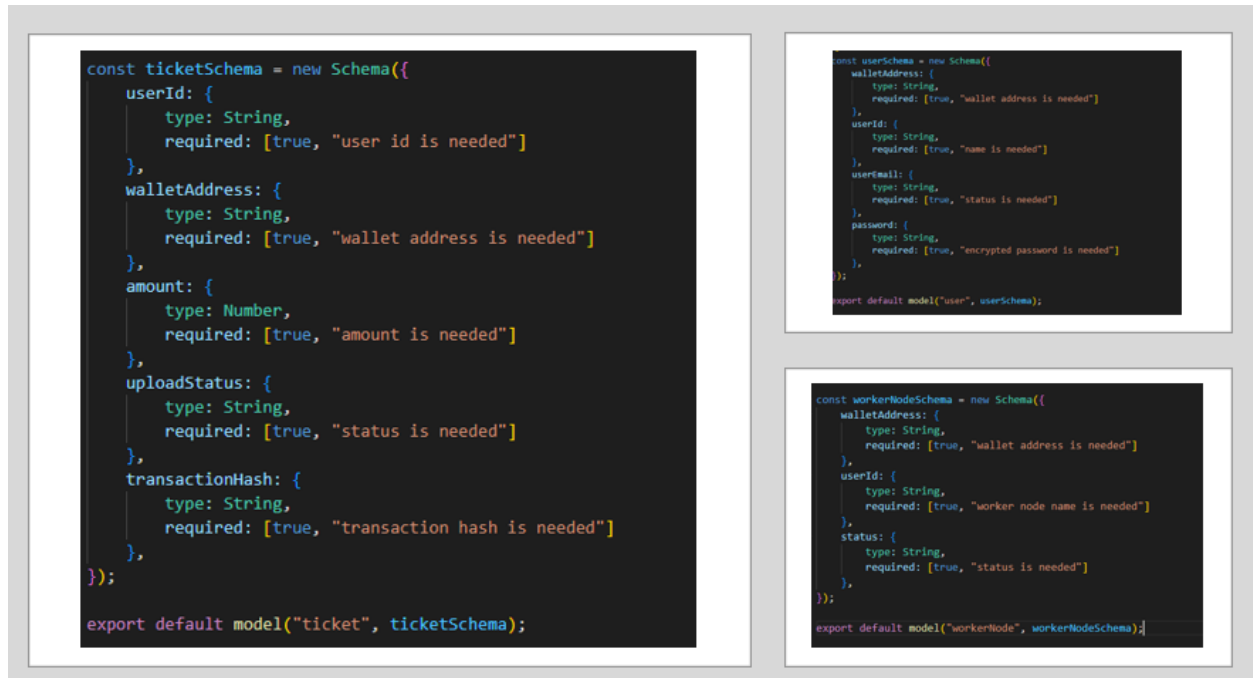 const ticketSchema = new Schema({
    userId: {
        type: String,
        required: [true, "user id is needed"]
    },
    walletAddress: {
        type: String,
        required: [true, "wallet address is needed"]
    },
    amount: {
        type: Number,
        required: [true, "amount is needed"]
    },
    uploadStatus: {
        type: String,
        required: [true, "status is needed"]
    },
    transactionHash: {
        type: String,
        required: [true, "transaction hash is needed"]
    },
});
export default model("ticket", ticketSchema);
const userSchema = new Schema({
    walletAddress: {
        type: String,
        required: [true, "wallet address is needed"]
    },
    userId: {
        type: String,
        required: [true, "name is needed"]
    },
    userEmail: {
        type: String,
        required: [true, "status is needed"]
    },
    password: {
        type: String,
        required: [true, "encrypted password is needed"]
    },
});
export default model("user", userSchema);
const workerNodeSchema = new Schema({
    walletAddress: {
        type: String,
        required: [true, "wallet address is needed"]
    },
    userId: {
        type: String,
        required: [true, "worker node name is needed"]
    },
    status: {
        type: String,
        required: [true, "status is needed"]
    },
});
export default model("workerNode", workerNodeSchema);